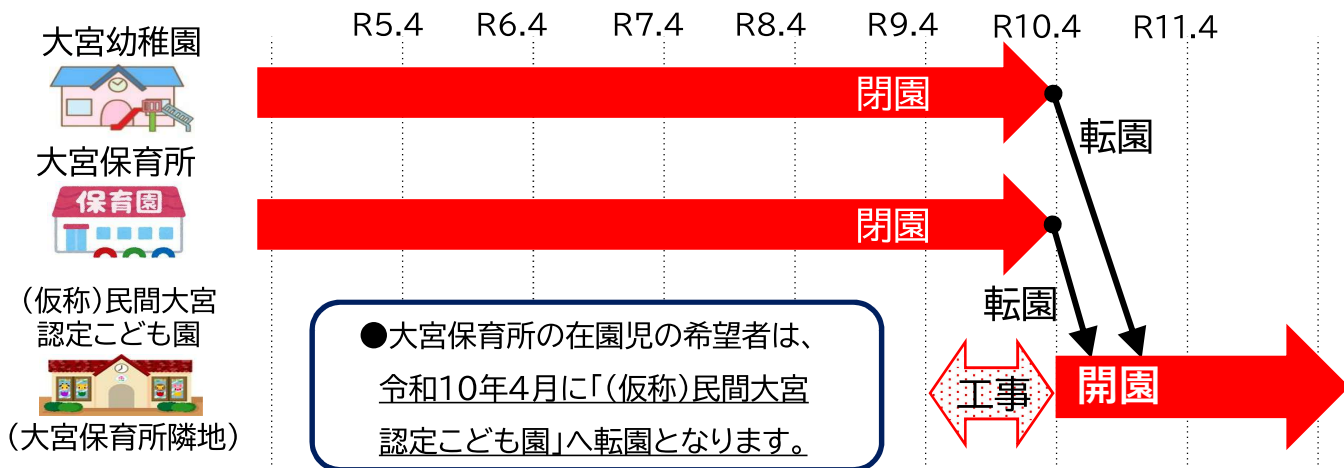 R5.4 R6.4 R7.4 R8.4 R9.4 R10.4 R11.4
大宮幼稚園
閉園
転園
大宮保育所
保育園
閉園
転園
(仮称)民間大宮
認定こども園
(大宮保育所隣地)
●大宮保育所の在園児の希望者は、
令和10年4月に「(仮称)民間大宮
認定こども園」へ転園となります。
工事
開園